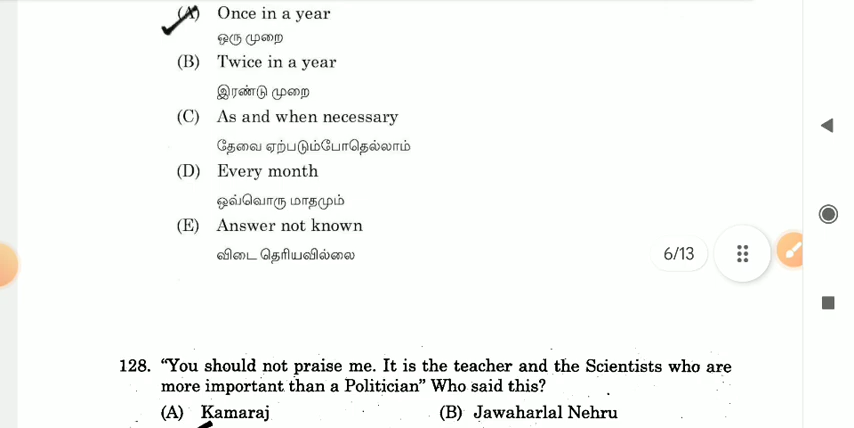 (A) Once in a year
ஒரு முறை
(B) Twice in a year
இரண்டு முறை
(C) As and when necessary
தேவை ஏற்படும்போதெல்லாம்
(D) Every month
ஒவ்வொரு மாதமும்
(E) Answer not known
விடை தெரியவில்லை
6/13
128. “You should not praise me. It is the teacher and the Scientists who are
more important than a Politician” Who said this?
(A) Kamaraj (B) Jawaharlal Nehru